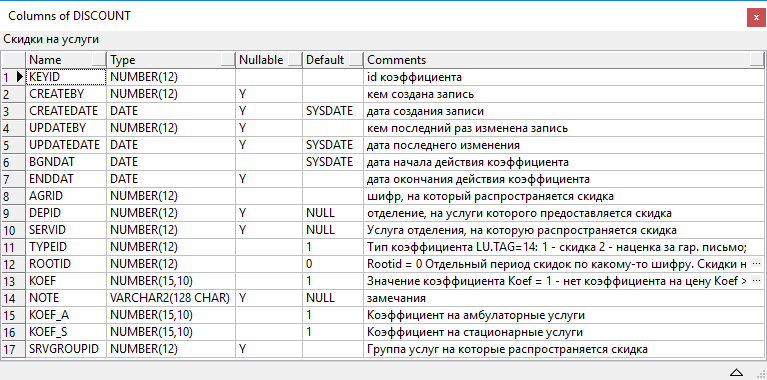 Columns of DISCOUNT
x
Скидки на услуги
Name Type Nullable Default Comments
1 KEYID NUMBER(12) id коэффициента
2 CREATEBY NUMBER(12) Y кем создана запись
3 CREATEDATE DATE Y SYSDATE дата создания записи
4 UPDATEBY NUMBER(12) Y кем последний раз изменена запись
5 UPDATEDATE DATE Y SYSDATE дата последнего изменения
6 BGNDAT DATE SYSDATE дата начала действия коэффициента
7 ENDDAT DATE Y дата окончания действия коэффициента
8 AGRID NUMBER(12) шифр, на который распространяется скидка
9 DEPID NUMBER(12) Y NULL отделение, на услуги которого предоставляется скидка
10 SERVID NUMBER(12) Y NULL Услуга отделения, на которую распространяется скидка
11 TYPEID NUMBER(12) 1 Тип коэффициента LU.TAG=14: 1 - скидка 2 - наценка за гар. письмо;
12 ROOTID NUMBER(12) 0 Rootid = 0 Отдельный период скидок по какому-то шифру. Скидки н ...
13 KOEF NUMBER(15,10) 1 Значение коэффициента Koef = 1 - нет коэффициента на цену Koef > ...
14 NOTE VARCHAR2(128 CHAR) Y NULL замечания
15 KOEF_A NUMBER(15,10) 1 Коэффициент на амбулаторные услуги
16 KOEF_S NUMBER(15,10) 1 Коэффициент на стационарные услуги
17 SRVGROUPID NUMBER(12) Y Группа услуг на которые распространяется скидка